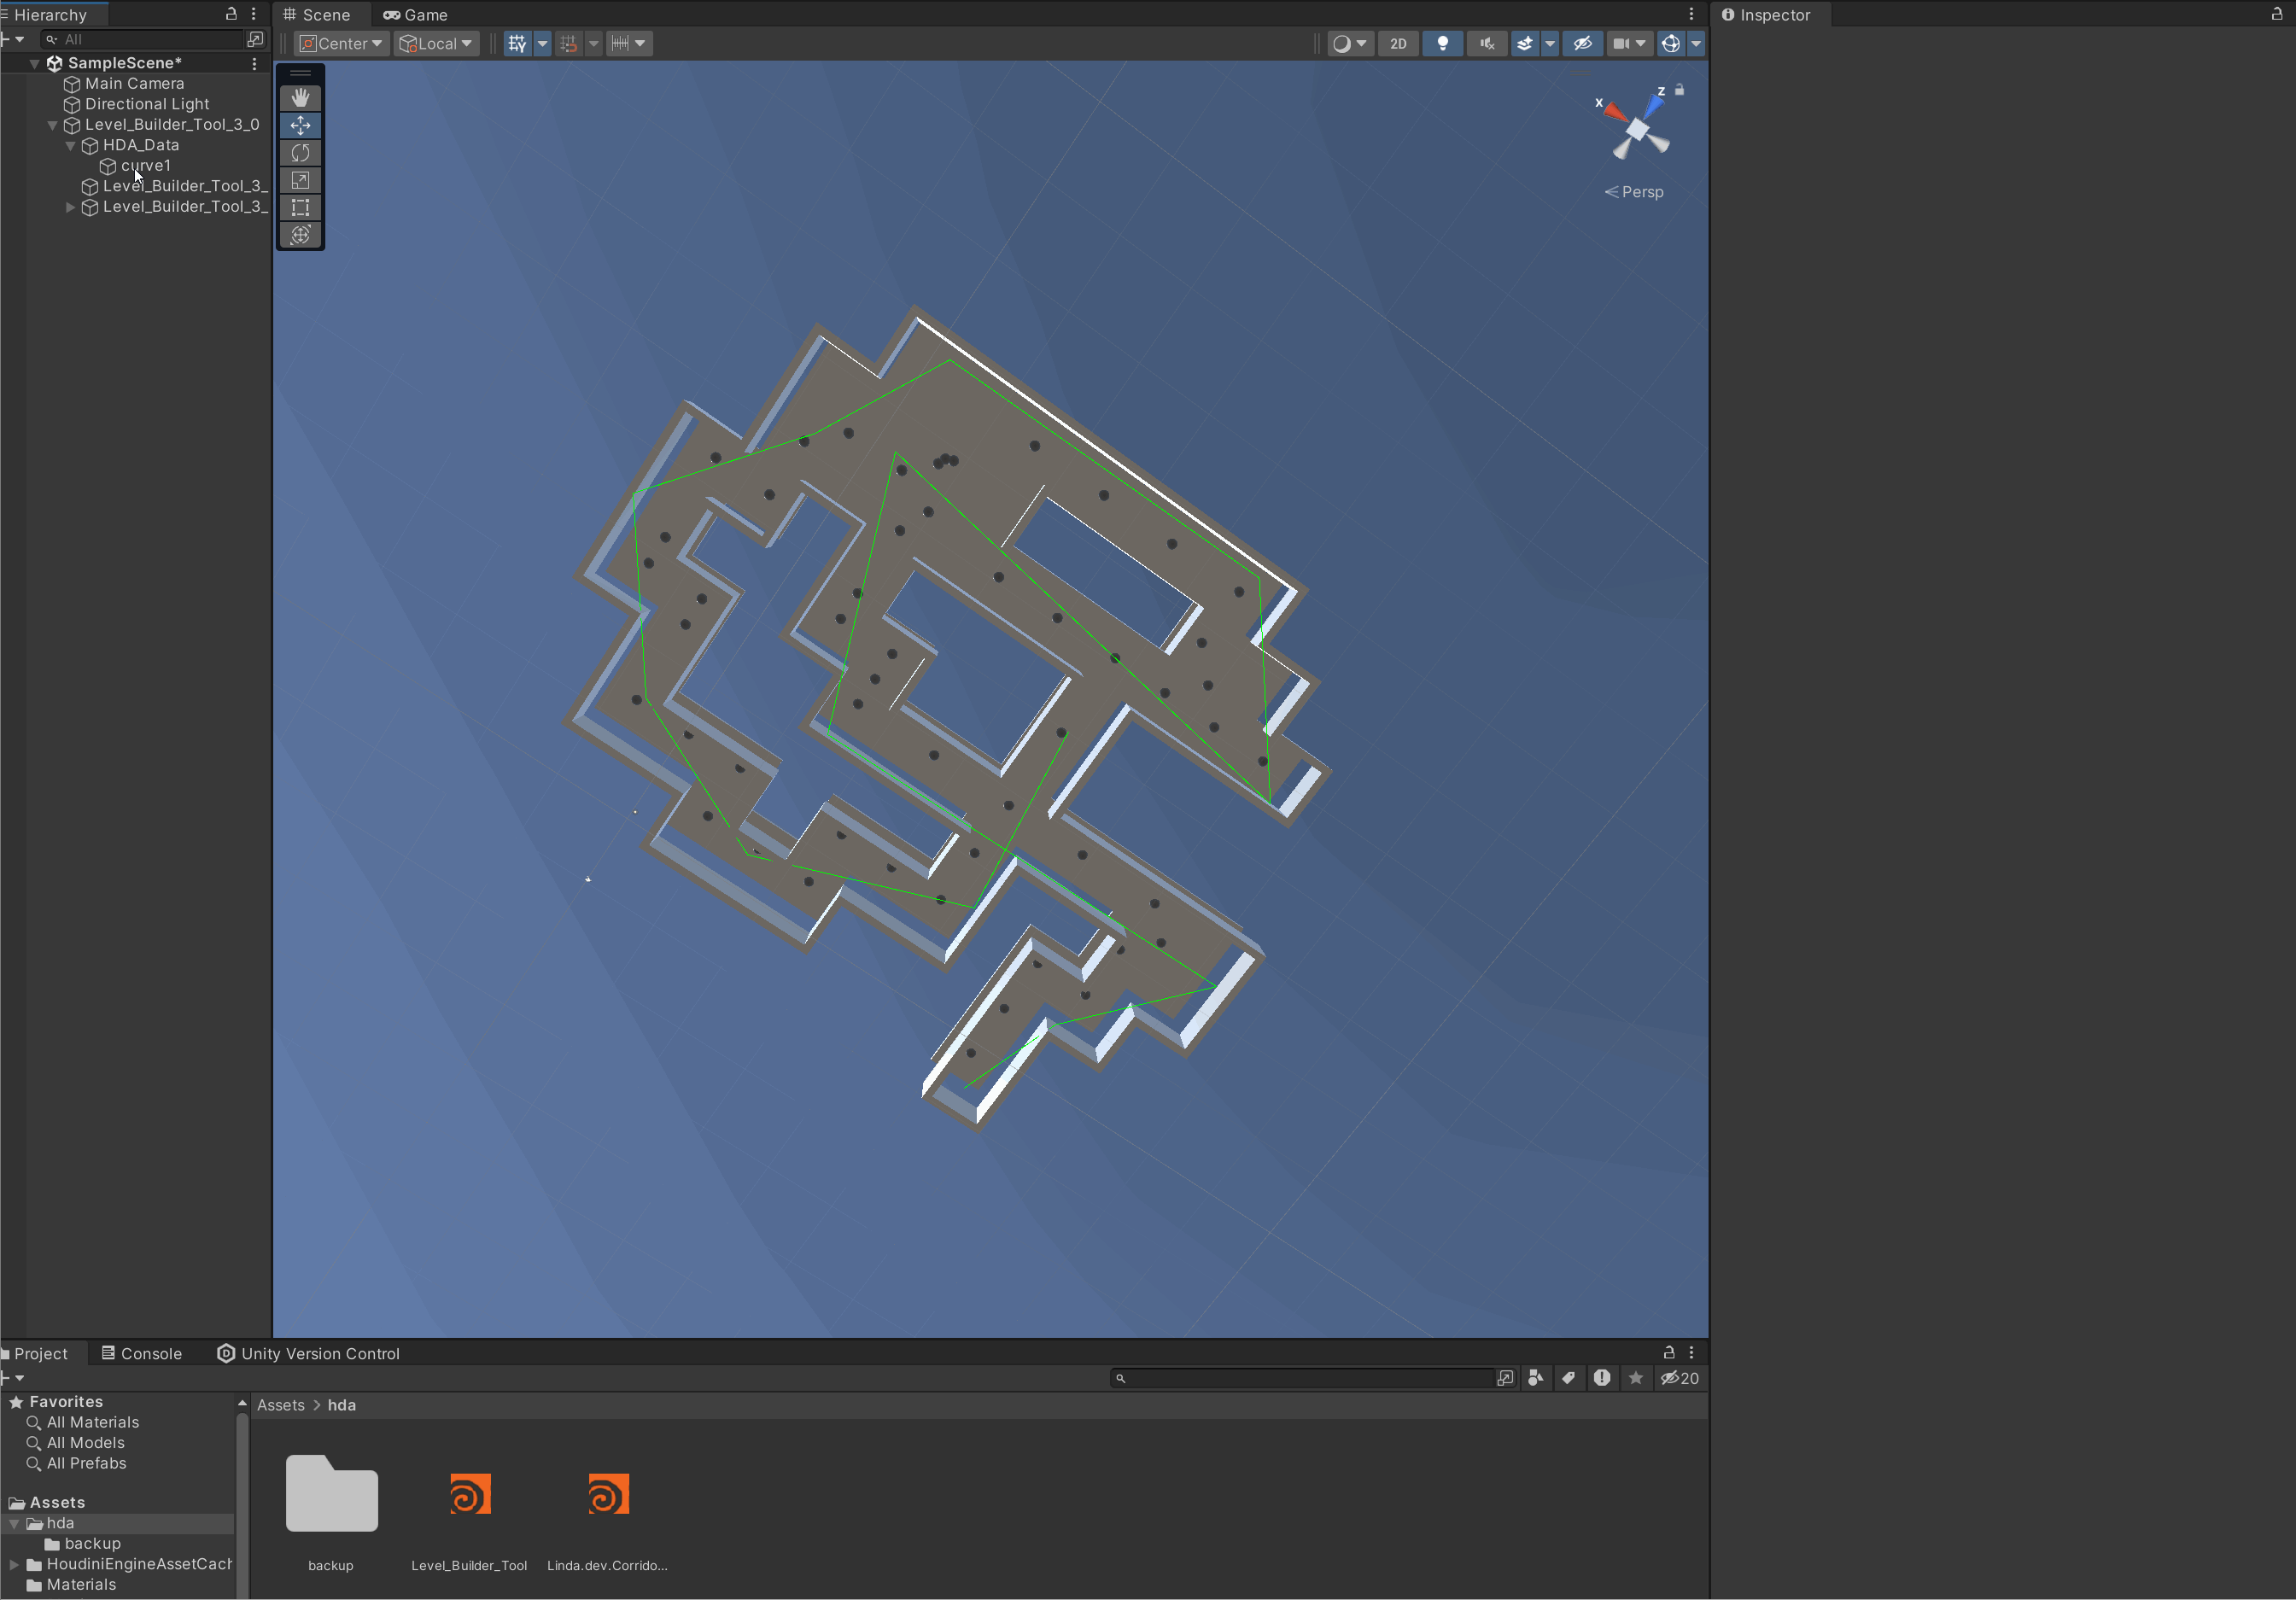 Hierarchy
All
SampleScene*
Main Camera
Directional Light
Level_Builder_Tool_3_0
HDA_Data
curve1
Level_Builder_Tool_3_
Level_Builder_Tool_3_
Scene
Game
Center
Local
2D
x
z
Persp
Inspector
Project
Console
Unity Version Control
20
Favorites
All Materials
All Models
All Prefabs
Assets
hda
backup
HoudiniEngineAssetCach
Materials
Assets > hda
backup
Level_Builder_Tool
Linda.dev.Corrido...